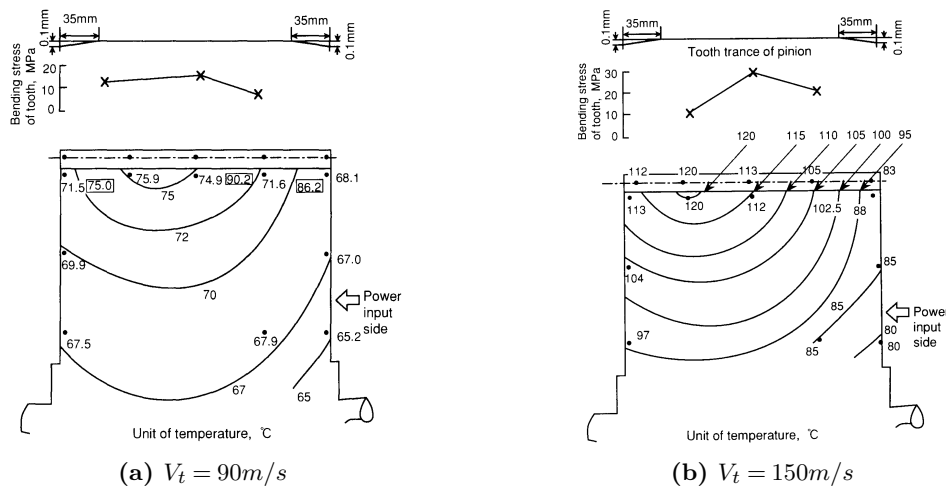 35mm
35mm
0.1mm
0.1mm
Bending stress
of tooth, MPa
20
10
0
71.5
75.0
75.9
74.9
90.2
71.6
86.2
68.1
75
72
69.9
67.0
70
Power
input
side
67.5
67.9
65.2
67
65
Unit of temperature, ℃
(a) V_t = 90m/s
35mm
35mm
0.1mm
0.1mm
Tooth trance of pinion
Bending stress
of tooth, MPa
30
20
10
0
120
115
110
105
100
95
112
120
113
105
83
113
120
112
102.5
88
104
85
85
Power
input
side
97
85
80
80
Unit of temperature, ℃
(b) V_t = 150m/s